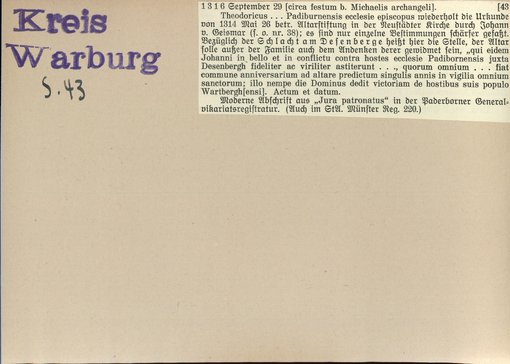 Kreis
Warburg
S. 43
1316 September 29 [circa festum b. Michaelis archangeli]. [43
Theodoricus ... Padiburnensis ecclesie episcopus wiederholt die Urkunde
von 1314 Mai 26 betr. Altarstiftung in der Neustädter Kirche durch Johann
v. Geismar (s. o. nr. 38); es sind nur einzelne Bestimmungen schärfer gefaßt.
Bezüglich der Schlacht am Desenberge heißt hier die Stelle, der Altar
solle außer der Familie auch dem Andenken derer gewidmet sein, „qui eidem
Johanni in bello et in conflictu contra hostes ecclesie Padibornensis juxta
Desenbergh fideliter ac viriliter astiterunt . . ., quorum omnium . . . fiat
commune anniversarium ad altare predictum singulis annis in vigilia omnium
sanctorum; illo nempe die Dominus dedit victoriam de hostibus suis populo
Wartbergh[ensi]. Actum et datum.
Moderne Abschrift aus „Jura patronatus“ in der Paderborner General-
vikariatsregistratur. (Auch im StA. Münster Reg. 220.)